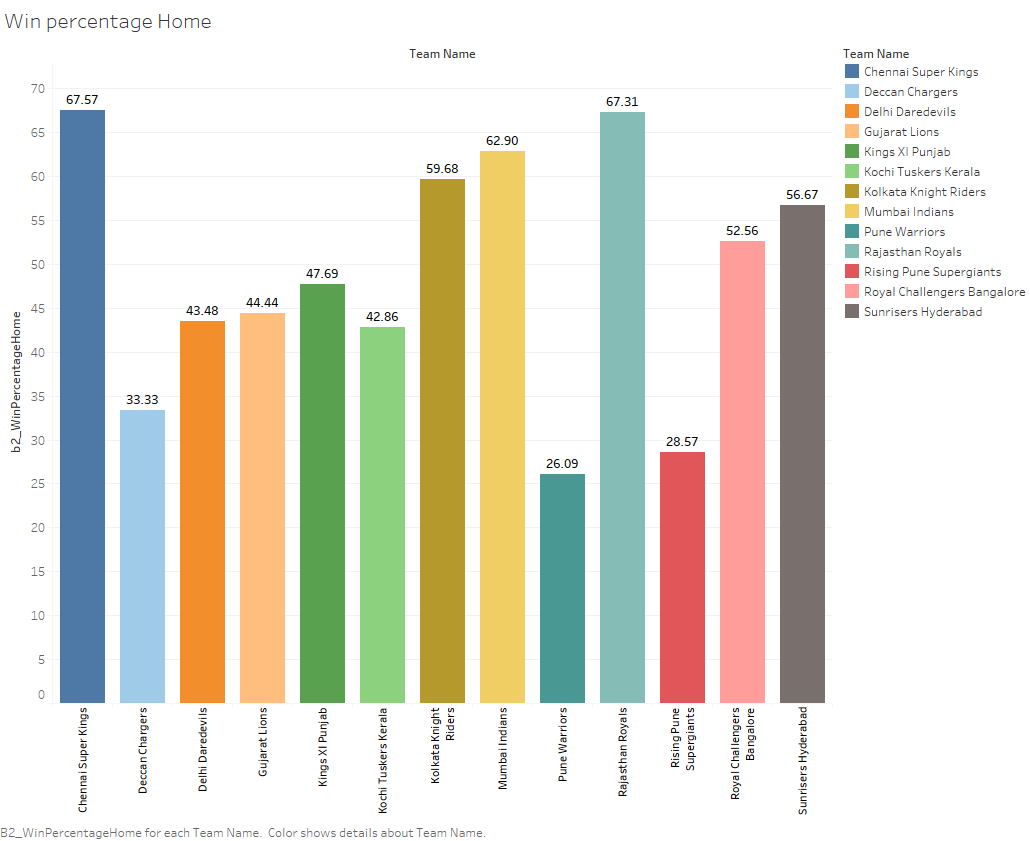 Win percentage Home
Team Name
Team Name
Chennai Super Kings
Deccan Chargers
Delhi Daredevils
Gujarat Lions
Kings XI Punjab
Kochi Tuskers Kerala
Kolkata Knight Riders
Mumbai Indians
Pune Warriors
Rajasthan Royals
Rising Pune Supergiants
Royal Challengers Bangalore
Sunrisers Hyderabad
b2_WinPercentageHome
70
65
60
55
50
45
40
35
30
25
20
15
10
5
0
67.57
33.33
43.48
44.44
47.69
42.86
59.68
62.90
26.09
67.31
28.57
52.56
56.67
Chennai Super Kings
Deccan Chargers
Delhi Daredevils
Gujarat Lions
Kings XI Punjab
Kochi Tuskers Kerala
Kolkata Knight
Riders
Mumbai Indians
Pune Warriors
Rajasthan Royals
Rising Pune
Supergiants
Royal Challengers
Bangalore
Sunrisers Hyderabad
B2_WinPercentageHome for each Team Name.  Color shows details about Team Name.